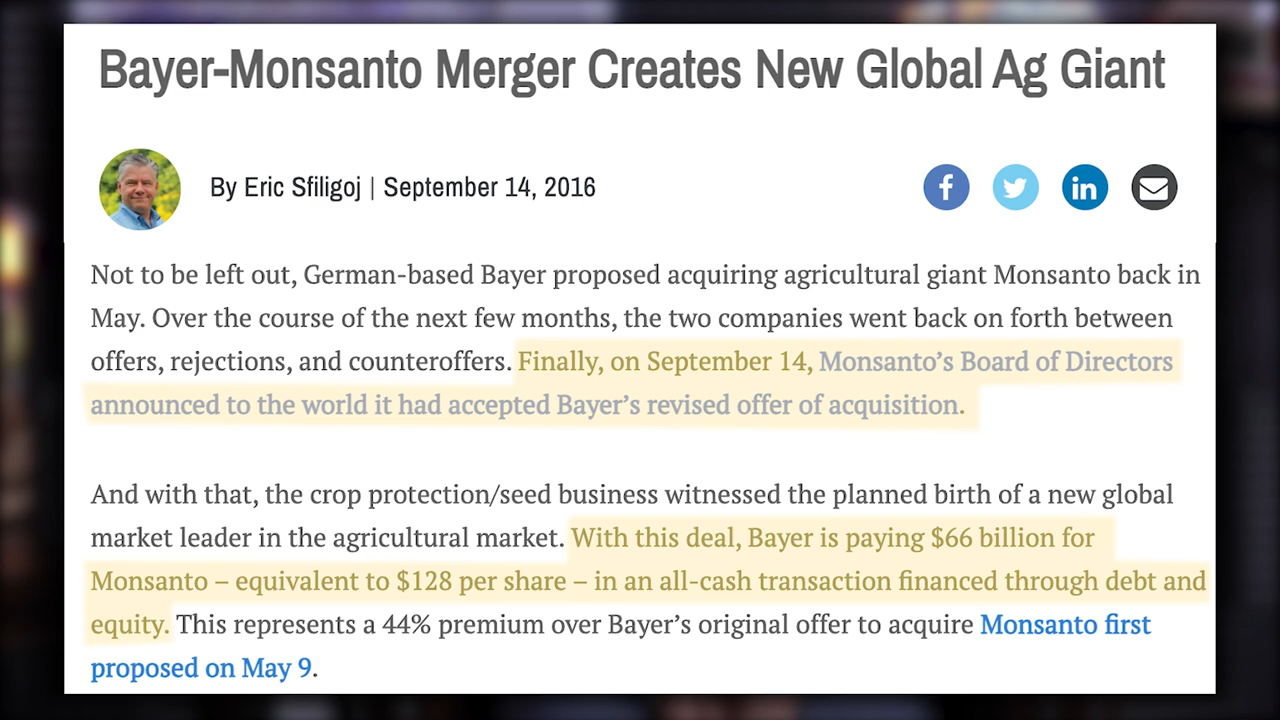 Bayer-Monsanto Merger Creates New Global Ag Giant
By Eric Sfiligoj | September 14, 2016
f
in
Not to be left out, German-based Bayer proposed acquiring agricultural giant Monsanto back in
May. Over the course of the next few months, the two companies went back on forth between
offers, rejections, and counteroffers. Finally, on September 14, Monsanto’s Board of Directors
announced to the world it had accepted Bayer’s revised offer of acquisition.
And with that, the crop protection/seed business witnessed the planned birth of a new global
market leader in the agricultural market. With this deal, Bayer is paying $66 billion for
Monsanto – equivalent to $128 per share – in an all-cash transaction financed through debt and
equity. This represents a 44% premium over Bayer’s original offer to acquire Monsanto first
proposed on May 9.